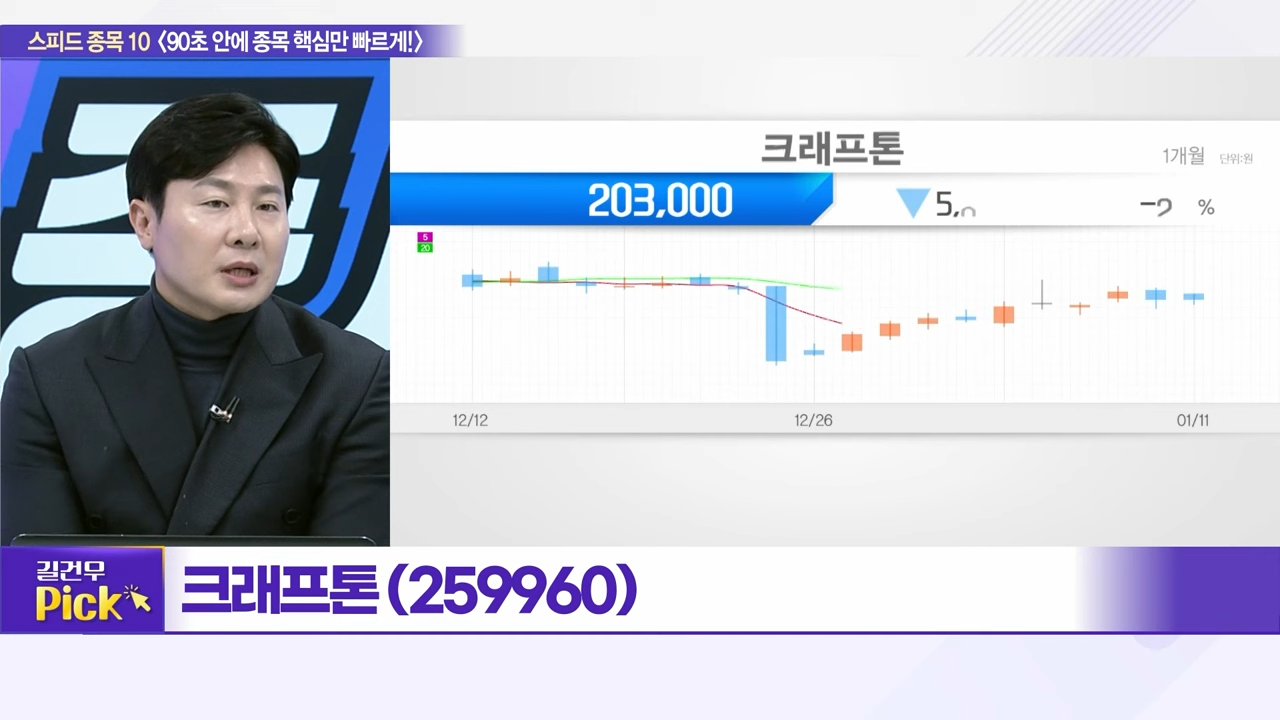 스피드 종목 10 <90초 안에 종목 핵심만 빠르게!>
크래프톤
1개월 단위:원
203,000
▼5, %
5
20
12/12 12/26 01/11
길건무
Pick
크래프톤 (259960)